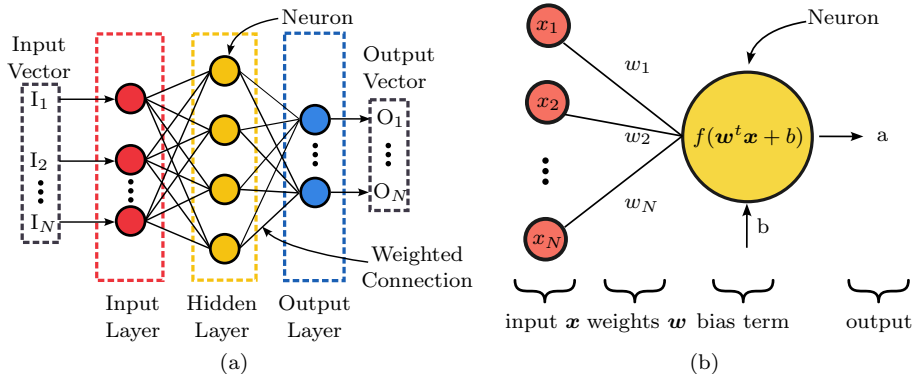 Neuron
Input
Vector
Output
Vector
I1
I2
IN
O1
ON
Weighted
Connection
Input
Layer
Hidden
Layer
Output
Layer
(a)
x1
x2
xN
w1
w2
wN
Neuron
f(w^t x + b)
a
b
input x
weights w
bias term
output
(b)